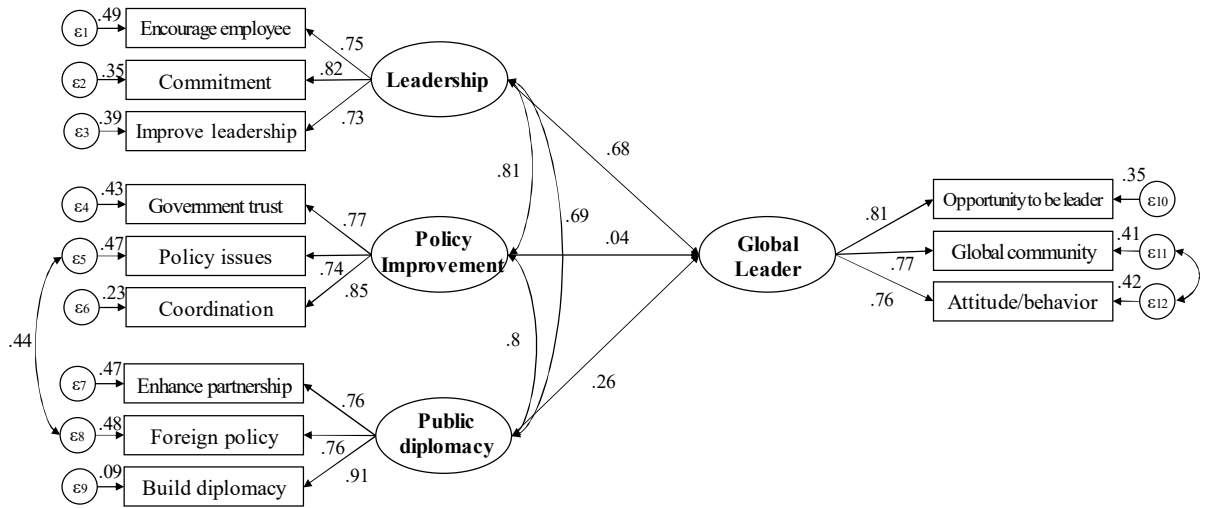 .49
ε1
Encourage employee
.75
.35
ε2
Commitment
.82
Leadership
.39
ε3
Improve leadership
.73
.68
.81
.69
.43
ε4
Government trust
.77
.47
ε5
Policy issues
.74
Policy
Improvement
.04
.23
ε6
Coordination
.85
Global
Leader
.35
.81
Opportunity to be leader
ε10
.41
.77
Global community
ε11
.42
.76
Attitude/behavior
ε12
.44
.8
.26
.47
ε7
Enhance partnership
.76
.48
ε8
Foreign policy
.76
Public
diplomacy
.09
ε9
Build diplomacy
.91